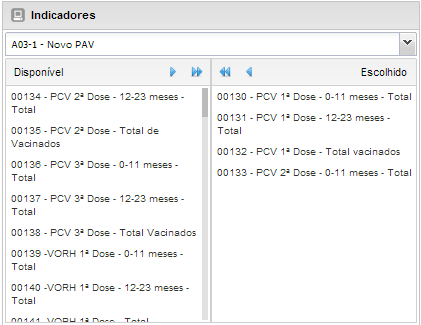 Indicadores
A03-1 - Novo PAV
Disponível
Escolhido
00134 - PCV 2ª Dose - 12-23 meses -
Total
00135 - PCV 2ª Dose - Total de
Vacinados
00136 - PCV 3ª Dose - 0-11 meses -
Total
00137 - PCV 3ª Dose - 12-23 meses -
Total
00138 - PCV 3ª Dose - Total Vacinados
00139 -VORH 1ª Dose - 0-11 meses -
Total
00140 -VORH 1ª Dose - 12-23 meses -
Total
00141 -VORH 1ª Dose - Total
00130 - PCV 1ª Dose - 0-11 meses - Total
00131 - PCV 1ª Dose - 12-23 meses -
Total
00132 - PCV 1ª Dose - Total vacinados
00133 - PCV 2ª Dose - 0-11 meses - Total